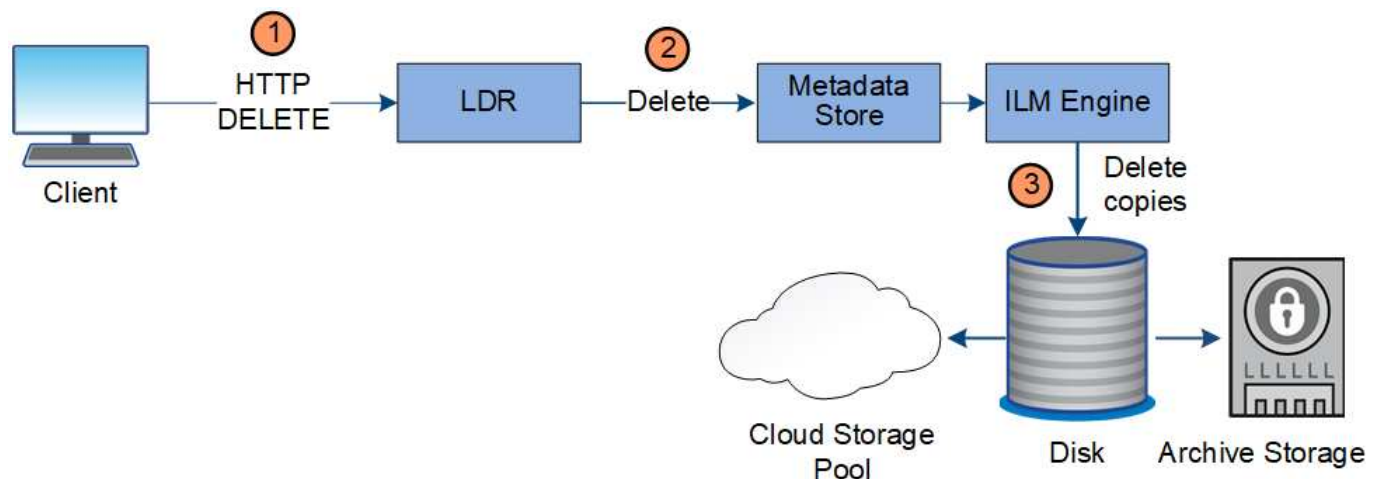 1
HTTP
DELETE
Client
LDR
2
Delete
Metadata
Store
ILM Engine
3
Delete
copies
Cloud Storage
Pool
Disk
LLLLLL
Archive Storage